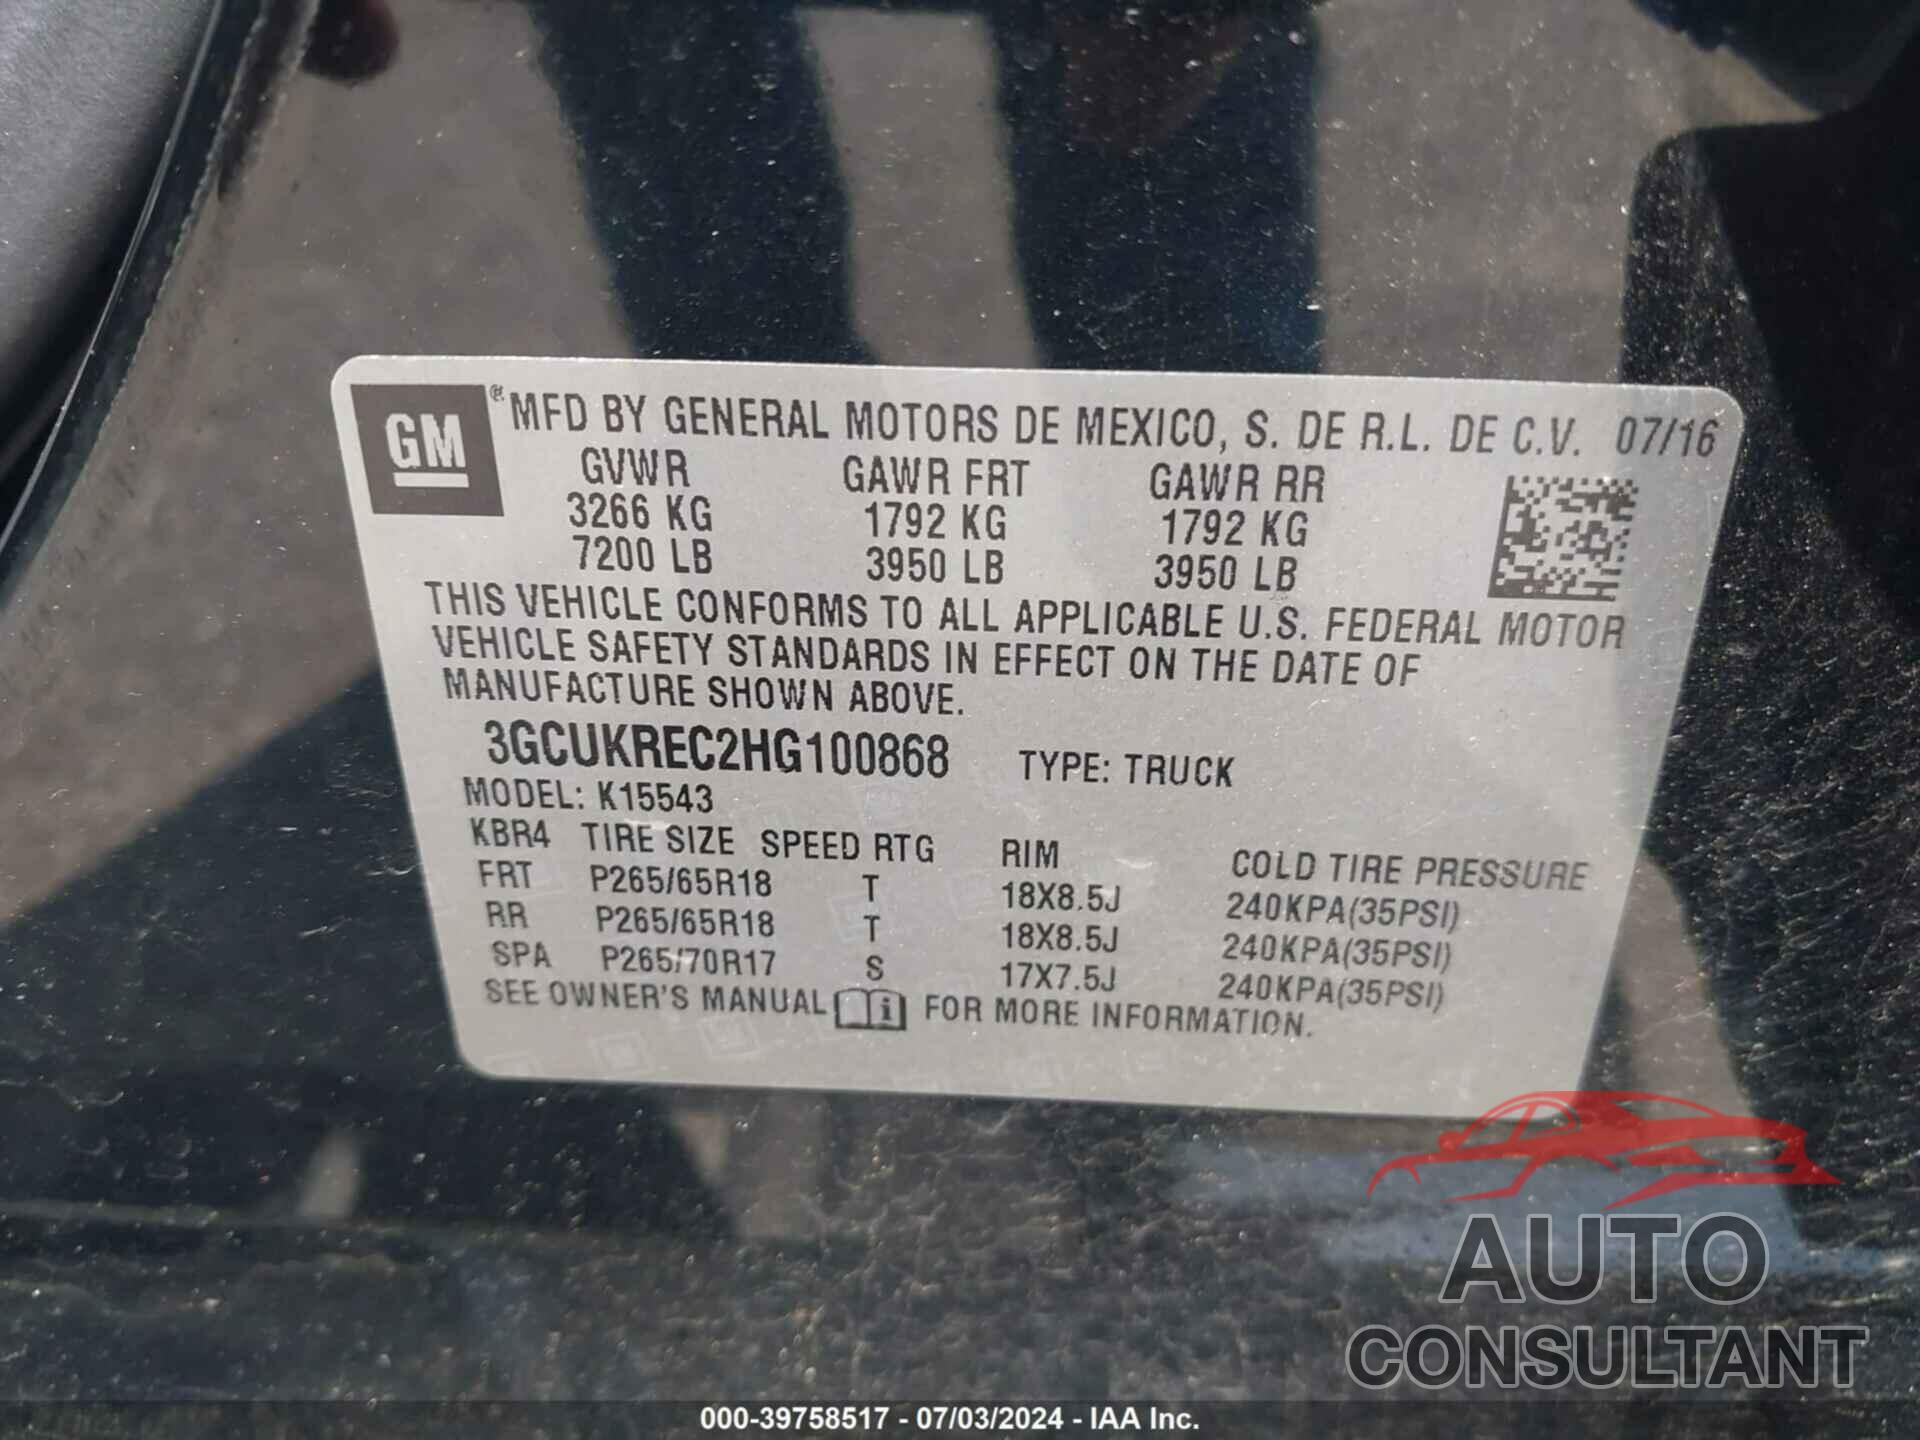 GM ® MFD BY GENERAL MOTORS DE MEXICO, S. DE R.L. DE C.V. 07/16
GVWR GAWR FRT GAWR RR
3266 KG 1792 KG 1792 KG
7200 LB 3950 LB 3950 LB
THIS VEHICLE CONFORMS TO ALL APPLICABLE U.S. FEDERAL MOTOR
VEHICLE SAFETY STANDARDS IN EFFECT ON THE DATE OF
MANUFACTURE SHOWN ABOVE.
3GCUKREC2HG100868 TYPE: TRUCK
MODEL: K15543
KBR4 TIRE SIZE SPEED RTG RIM COLD TIRE PRESSURE
FRT P265/65R18 T 18X8.5J 240KPA(35PSI)
RR P265/65R18 T 18X8.5J 240KPA(35PSI)
SPA P265/70R17 S 17X7.5J 240KPA(35PSI)
SEE OWNER'S MANUAL i FOR MORE INFORMATION.
AUTO
CONSULTANT
000-39758517 - 07/03/2024 - IAA Inc.